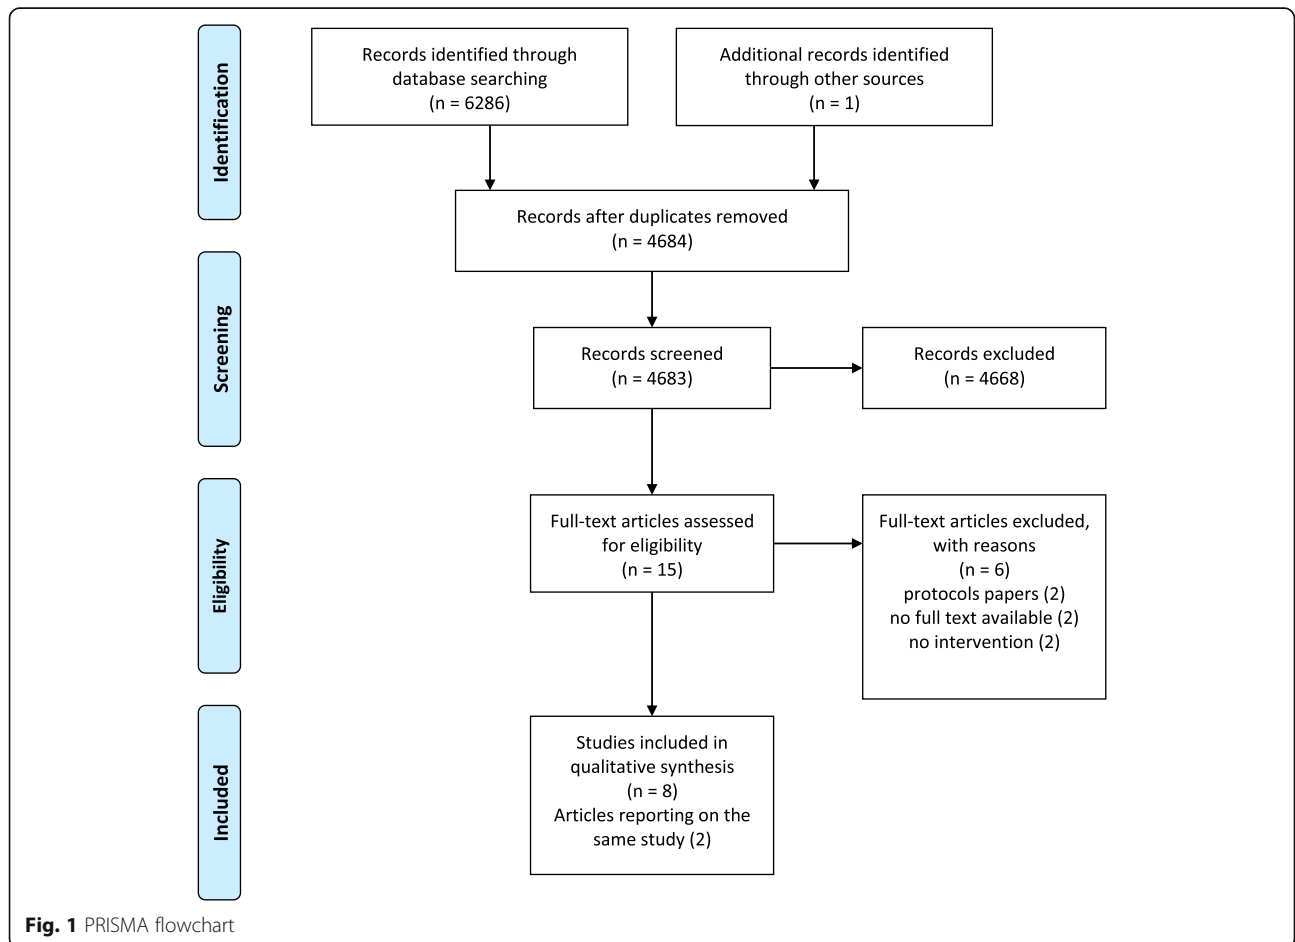 Identification
Records identified through
database searching
(n = 6286)
Additional records identified
through other sources
(n = 1)
Records after duplicates removed
(n = 4684)
Screening
Records screened
(n = 4683)
Records excluded
(n = 4668)
Eligibility
Full-text articles assessed
for eligibility
(n = 15)
Full-text articles excluded,
with reasons
(n = 6)
protocols papers (2)
no full text available (2)
no intervention (2)
Included
Studies included in
qualitative synthesis
(n = 8)
Articles reporting on the
same study (2)
Fig. 1 PRISMA flowchart